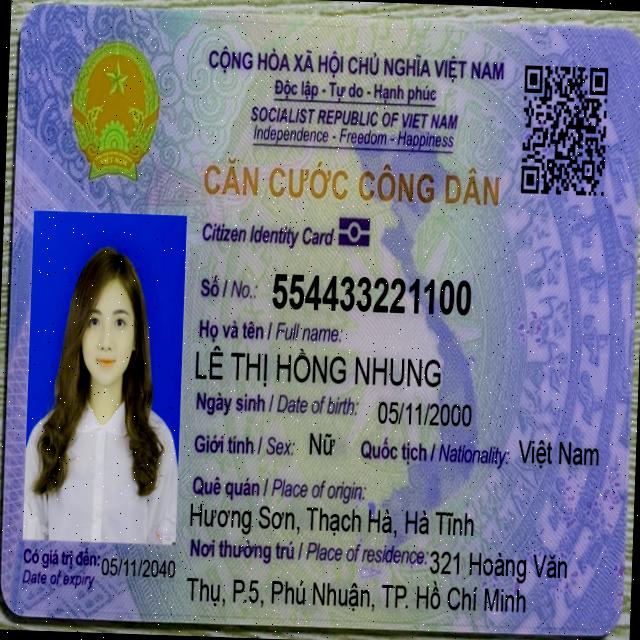 CỘNG HÒA XÃ HỘI CHỦ NGHĨA VIỆT NAM
Độc lập - Tự do - Hạnh phúc
SOCIALIST REPUBLIC OF VIET NAM
Independence - Freedom - Happiness
CĂN CƯỚC CÔNG DÂN
Citizen Identity Card
Số / No.: 554433221100
Họ và tên / Full name:
LÊ THỊ HỒNG NHUNG
Ngày sinh / Date of birth: 05/11/2000
Giới tính / Sex: Nữ Quốc tịch / Nationality: Việt Nam
Quê quán / Place of origin:
Hương Sơn, Thạch Hà, Hà Tĩnh
Nơi thường trú / Place of residence: 321 Hoàng Văn
Thụ, P.5, Phú Nhuận, TP. Hồ Chí Minh
Có giá trị đến: 05/11/2040
Date of expiry